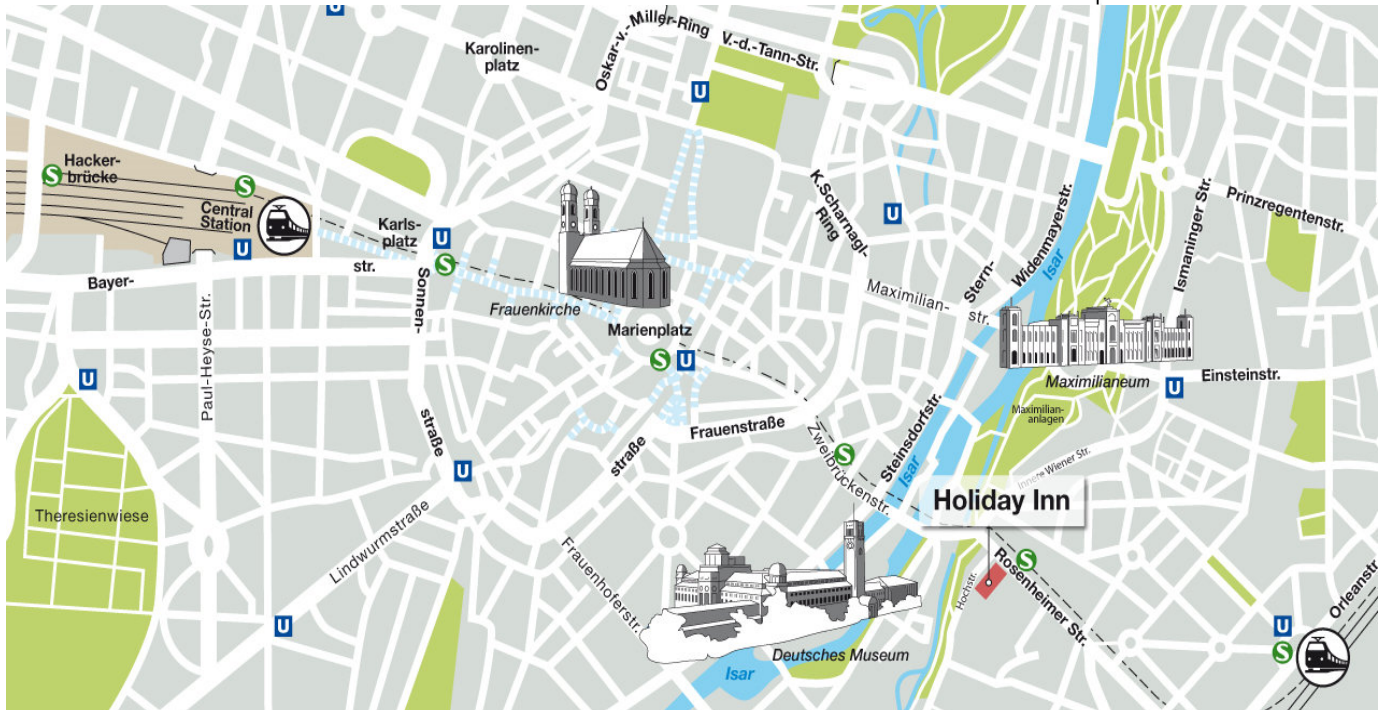 U
Karolinen-
platz
Oskar-v.-Miller-Ring
V.-d.-Tann-Str.
U
Hacker-
brücke
S
S
Central
Station
U
Karls-
platz
U
S
K.Scharnagl-
Ring
U
Stern-
Widenmayerstr.
Isar
Ismaninger Str.
Prinzregentenstr.
Bayer-
str.
Sonnen-
straße
Paul-Heyse-Str.
Frauenkirche
Marienplatz
S
U
Maximilian-
str.
Maximilianeum
Einsteinstr.
U
Maximilian-
anlagen
U
Theresienwiese
U
Lindwurmstraße
U
straße
Frauenstraße
Zweibrückenstr.
S
Steinsdorfstr.
Isar
Innere Wiener Str.
Holiday Inn
Hochstr.
S
Rosenheimer Str.
Frauenhoferstr.
Deutsches Museum
Isar
Orleanstr.
U
S